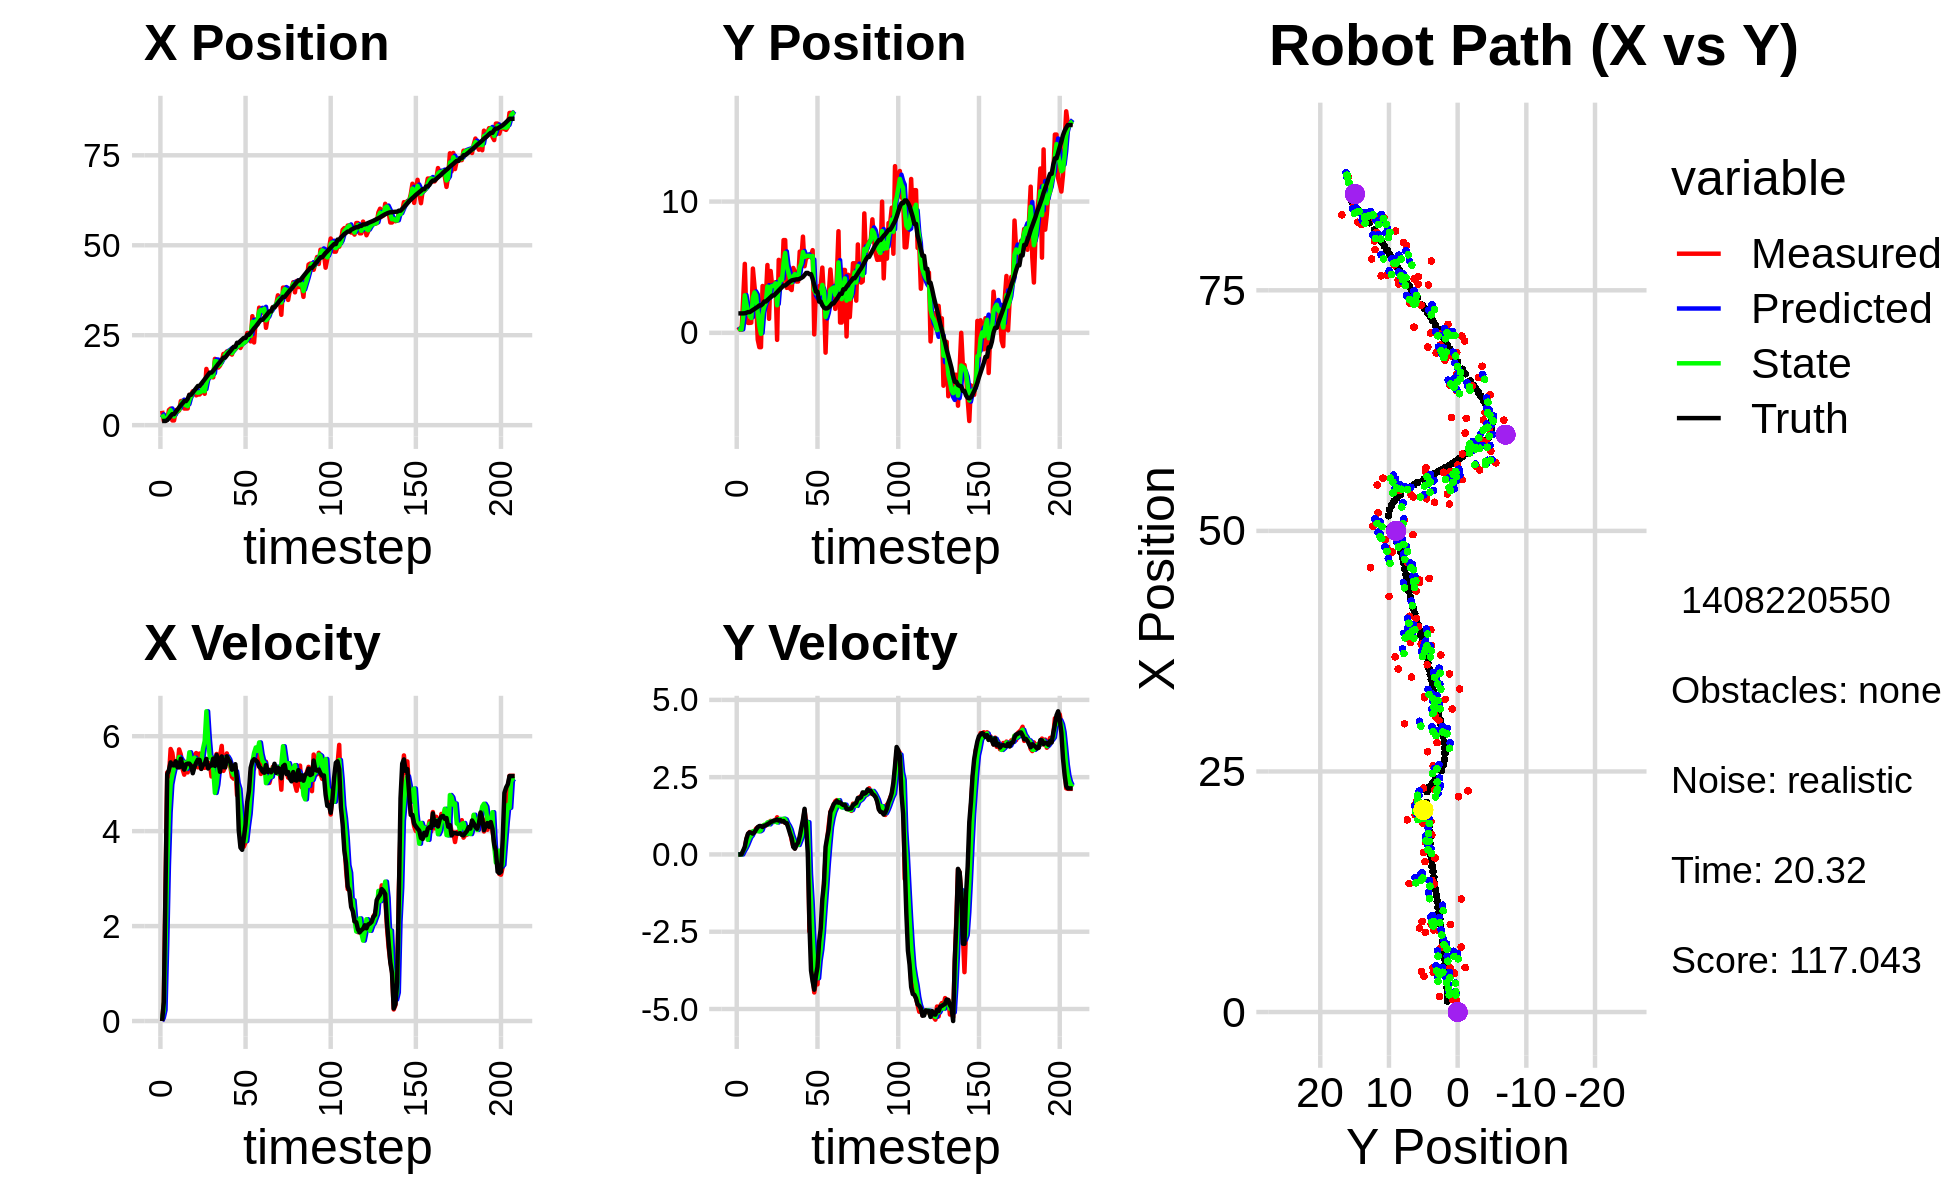 X Position
75
50
25
0
0
50
100
150
200
timestep
Y Position
10
0
0
50
100
150
200
timestep
X Velocity
6
4
2
0
0
50
100
150
200
timestep
Y Velocity
5.0
2.5
0.0
-2.5
-5.0
0
50
100
150
200
timestep
Robot Path (X vs Y)
X Position
75
50
25
0
20 10 0 -10 -20
Y Position
variable
Measured
Predicted
State
Truth
1408220550
Obstacles: none
Noise: realistic
Time: 20.32
Score: 117.043